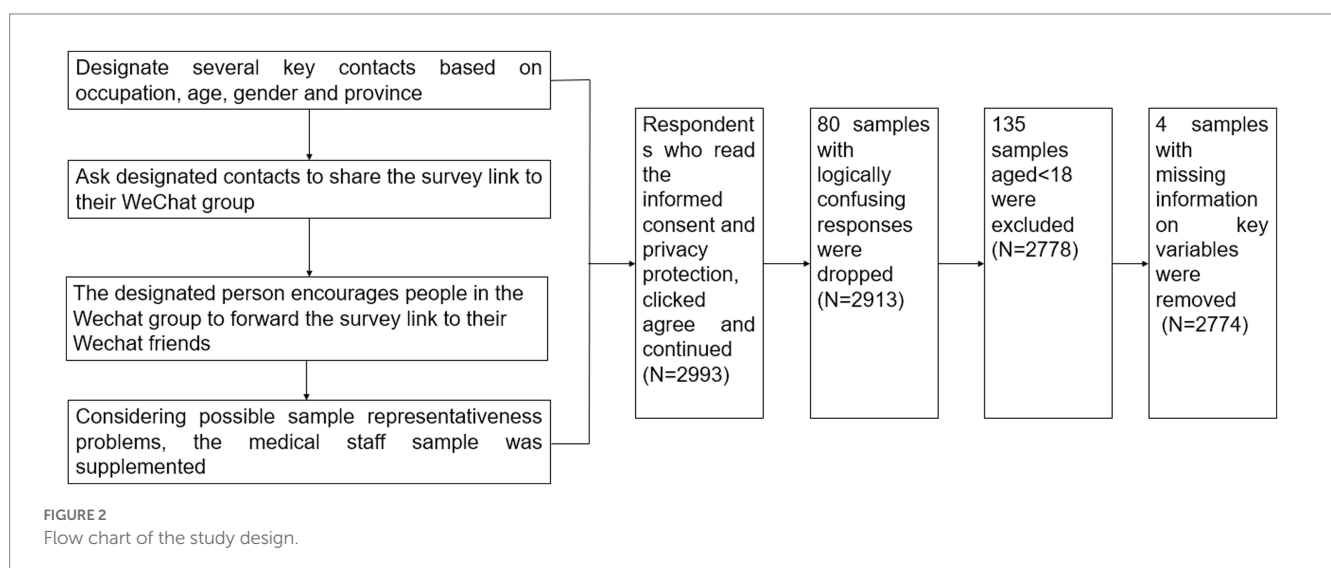 Designate several key contacts based on
occupation, age, gender and province
Ask designated contacts to share the survey link to
their WeChat group
The designated person encourages people in the
Wechat group to forward the survey link to their
Wechat friends
Considering possible sample representativeness
problems, the medical staff sample was
supplemented
Respondent
s who read
the
informed
consent and
privacy
protection,
clicked
agree and
continued
(N=2993)
80 samples
with
logically
confusing
responses
were
dropped
(N=2913)
135
samples
aged<18
were
excluded
(N=2778)
4 samples
with
missing
information
on key
variables
were
removed
(N=2774)
FIGURE 2
Flow chart of the study design.